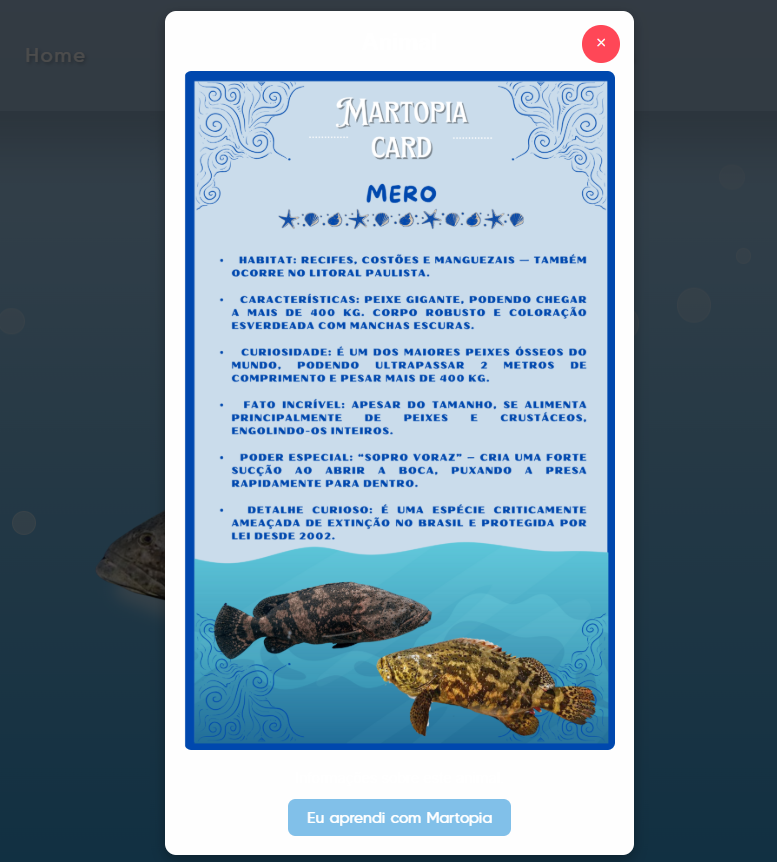 Home
×
MARTOPIA
CARD
MERO
• HABITAT: RECIFES, COSTÕES E MANGUEZAIS — TAMBÉM
OCORRE NO LITORAL PAULISTA.
• CARACTERÍSTICAS: PEIXE GIGANTE, PODENDO CHEGAR
A MAIS DE 400 KG. CORPO ROBUSTO E COLORAÇÃO
ESVERDEADA COM MANCHAS ESCURAS.
• CURIOSIDADE: É UM DOS MAIORES PEIXES ÓSSEOS DO
MUNDO, PODENDO ULTRAPASSAR 2 METROS DE
COMPRIMENTO E PESAR MAIS DE 400 KG.
• FATO INCRÍVEL: APESAR DO TAMANHO, SE ALIMENTA
PRINCIPALMENTE DE PEIXES E CRUSTÁCEOS,
ENGOLINDO-OS INTEIROS.
• PODER ESPECIAL: “SOPRO VORAZ” — CRIA UMA FORTE
SUCÇÃO AO ABRIR A BOCA, PUXANDO A PRESA
RAPIDAMENTE PARA DENTRO.
• DETALHE CURIOSO: É UMA ESPÉCIE CRITICAMENTE
AMEAÇADA DE EXTINÇÃO NO BRASIL E PROTEGIDA POR
LEI DESDE 2002.
Eu aprendi com Martopia